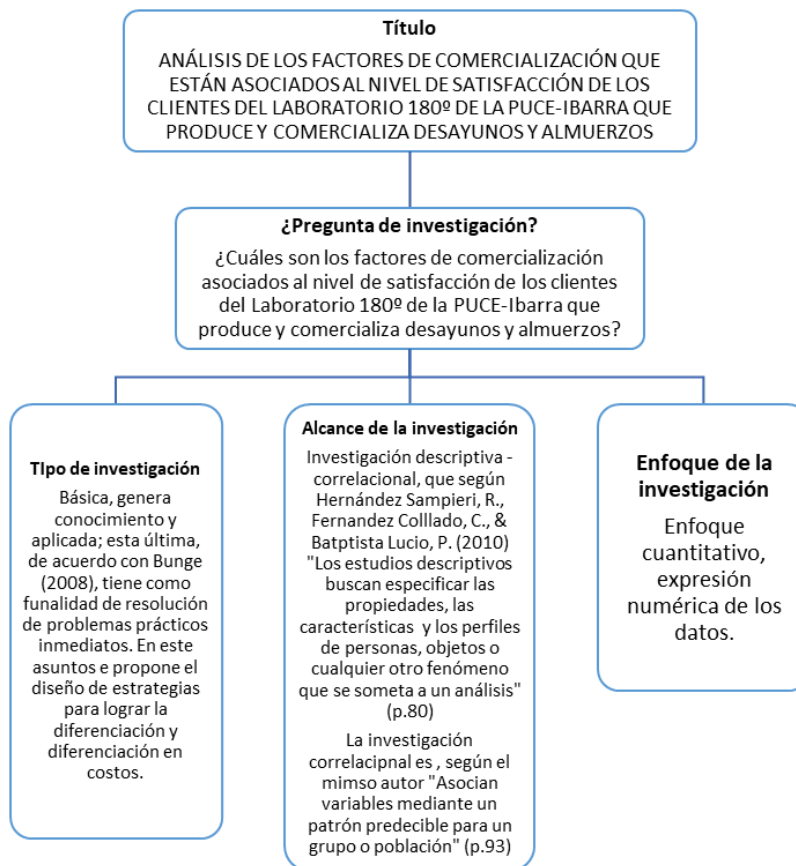 Título
ANÁLISIS DE LOS FACTORES DE COMERCIALIZACIÓN QUE
ESTÁN ASOCIADOS AL NIVEL DE SATISFACCIÓN DE LOS
CLIENTES DEL LABORATORIO 180º DE LA PUCE-IBARRA QUE
PRODUCE Y COMERCIALIZA DESAYUNOS Y ALMUERZOS
¿Pregunta de investigación?
¿Cuáles son los factores de comercialización
asociados al nivel de satisfacción de los clientes
del Laboratorio 180º de la PUCE-Ibarra que
produce y comercializa desayunos y almuerzos?
TIpo de investigación
Básica, genera
conocimiento y
aplicada; esta última,
de acuerdo con Bunge
(2008), tiene como
funalidad de resolución
de problemas prácticos
inmediatos. En este
asuntos e propone el
diseño de estrategias
para lograr la
diferenciación y
diferenciación en
costos.
Alcance de la investigación
Investigación descriptiva -
correlacional, que según
Hernández Sampieri, R.,
Fernandez Colllado, C., &
Batptista Lucio, P. (2010)
"Los estudios descriptivos
buscan especificar las
propiedades, las
características  y los perfiles
de personas, objetos o
cualquier otro fenómeno
que se someta a un análisis"
(p.80)
La investigación
correlacipnal es , según el
mimso autor "Asocian
variables mediante un
patrón predecible para un
grupo o población" (p.93)
Enfoque de la
investigación
Enfoque
cuantitativo,
expresión
numérica de los
datos.